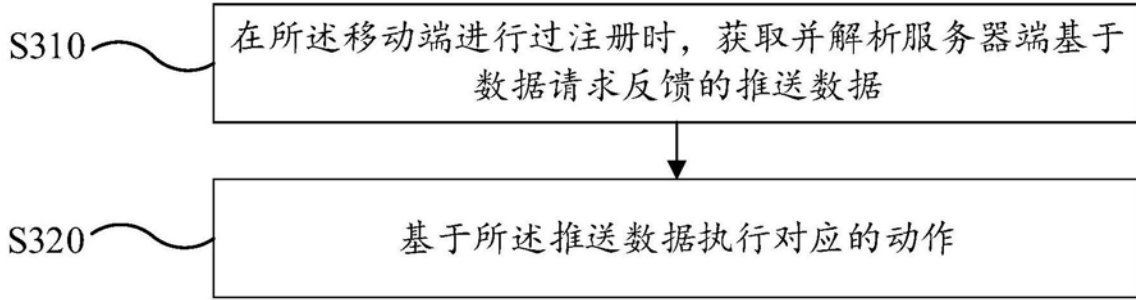 S310
在所述移动端进行过注册时，获取并解析服务器端基于
数据请求反馈的推送数据
S320
基于所述推送数据执行对应的动作